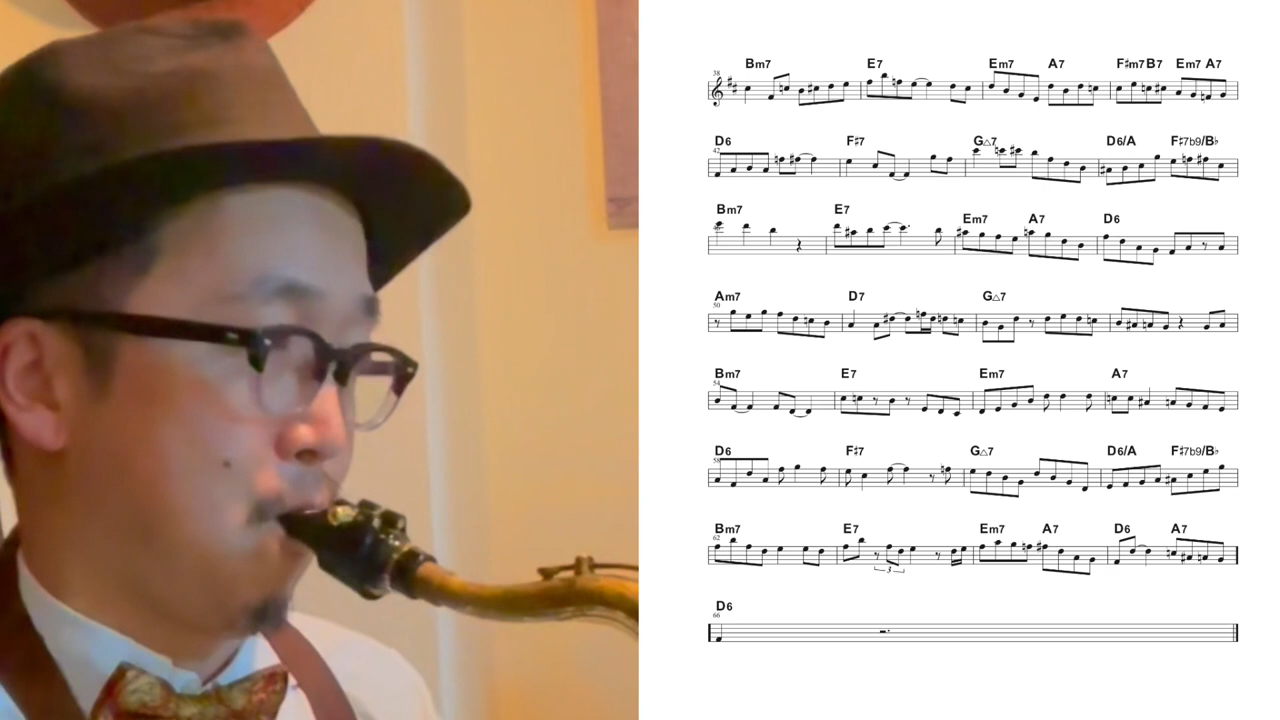 Bm7 E7 Em7 A7 F♯m7 B7 Em7 A7
38
D6 F♯7 G△7 D6/A F♯7b9/B♭
42
Bm7 E7 Em7 A7 D6
Am7 D7 G△7
50
Bm7 E7 Em7 A7
54
D6 F♯7 G△7 D6/A F♯7b9/B♭
58
Bm7 E7 Em7 A7 D6 A7
62
3
D6
66